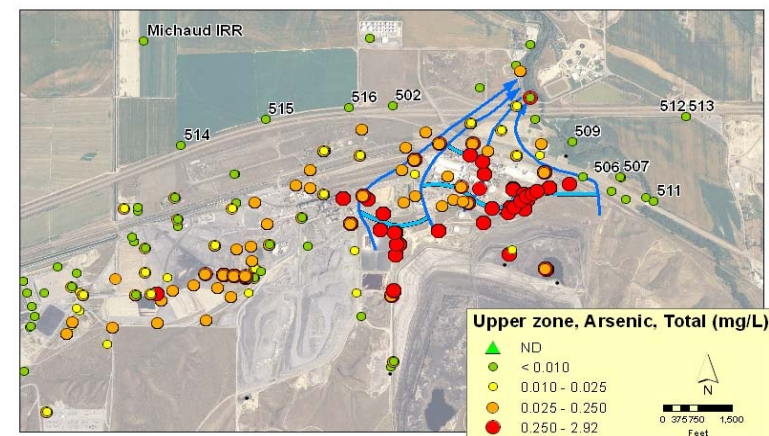 Michaud IRR
516
502
515
514
512 513
509
506 507
511
Upper zone, Arsenic, Total (mg/L)
ND
< 0.010
0.010 - 0.025
0.025 - 0.250
0.250 - 2.92
N
0 375 750 1,500
Feet